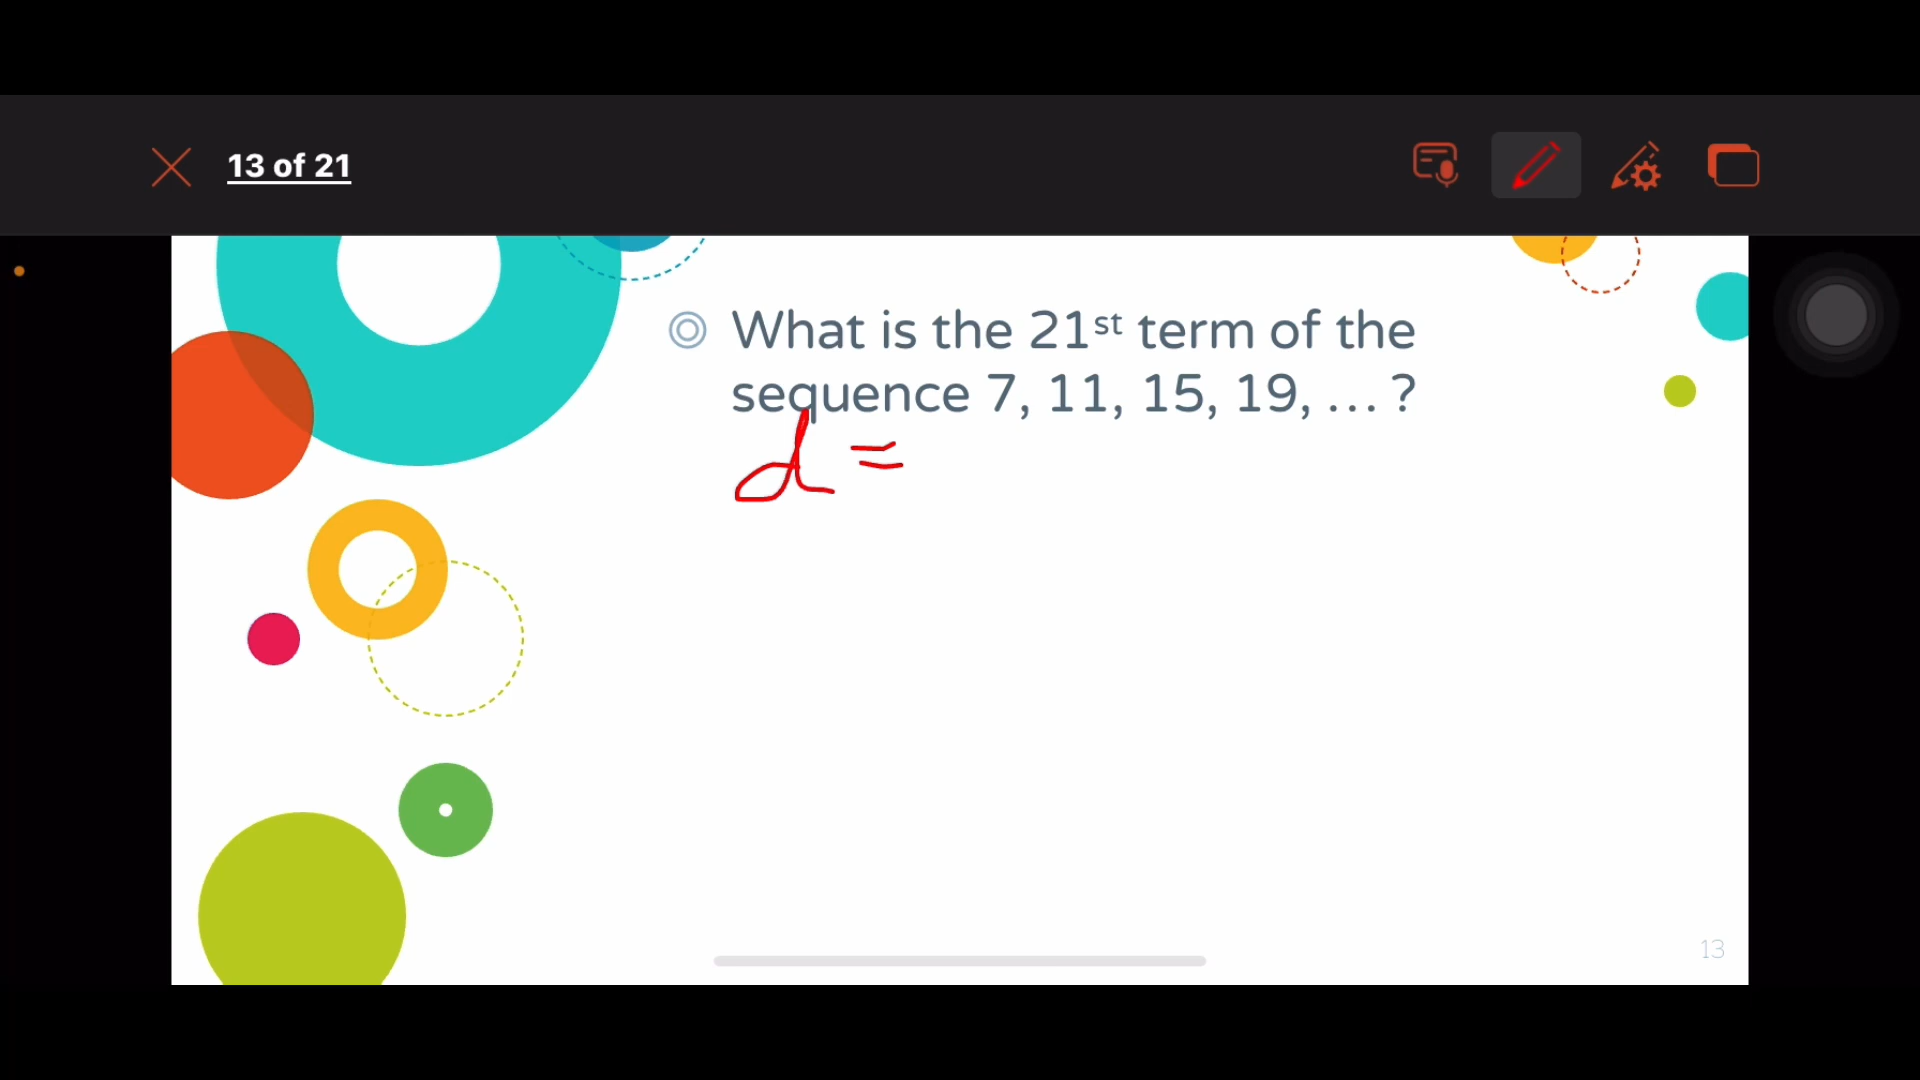 13 of 21
What is the 21st term of the
sequence 7, 11, 15, 19, ... ?
d =
13